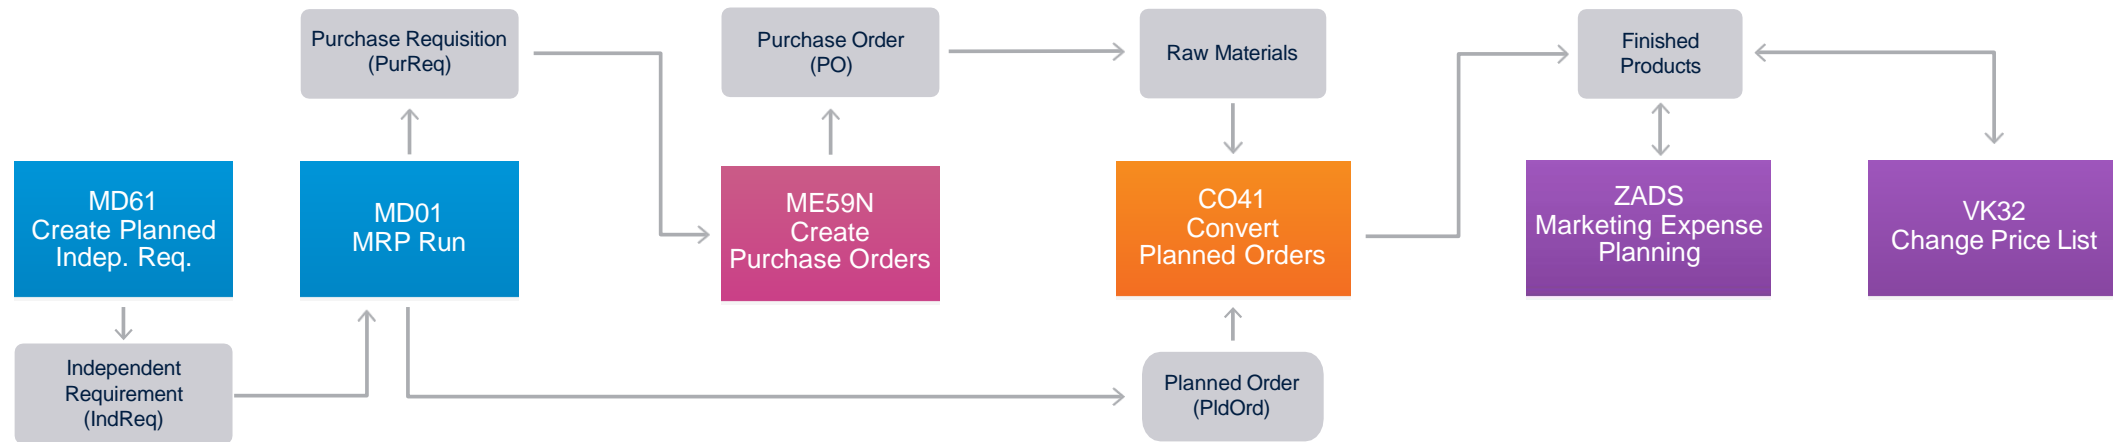 Purchase Requisition
(PurReq)
Purchase Order
(PO)
Raw Materials
Finished
Products
MD61
Create Planned
Indep. Req.
MD01
MRP Run
ME59N
Create
Purchase Orders
CO41
Convert
Planned Orders
ZADS
Marketing Expense
Planning
VK32
Change Price List
Independent
Requirement
(IndReq)
Planned Order
(PldOrd)